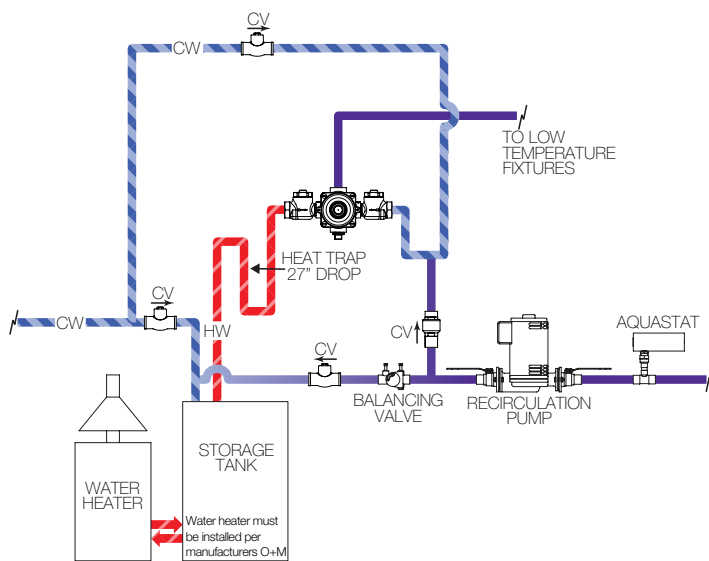 CV
CW
TO LOW
TEMPERATURE
FIXTURES
HEAT TRAP
27" DROP
CV
CW
HW
CV
CV
AQUASTAT
BALANCING
VALVE
RECIRCULATION
PUMP
STORAGE
TANK
WATER
HEATER
Water heater must
be installed per
manufacturers O+M